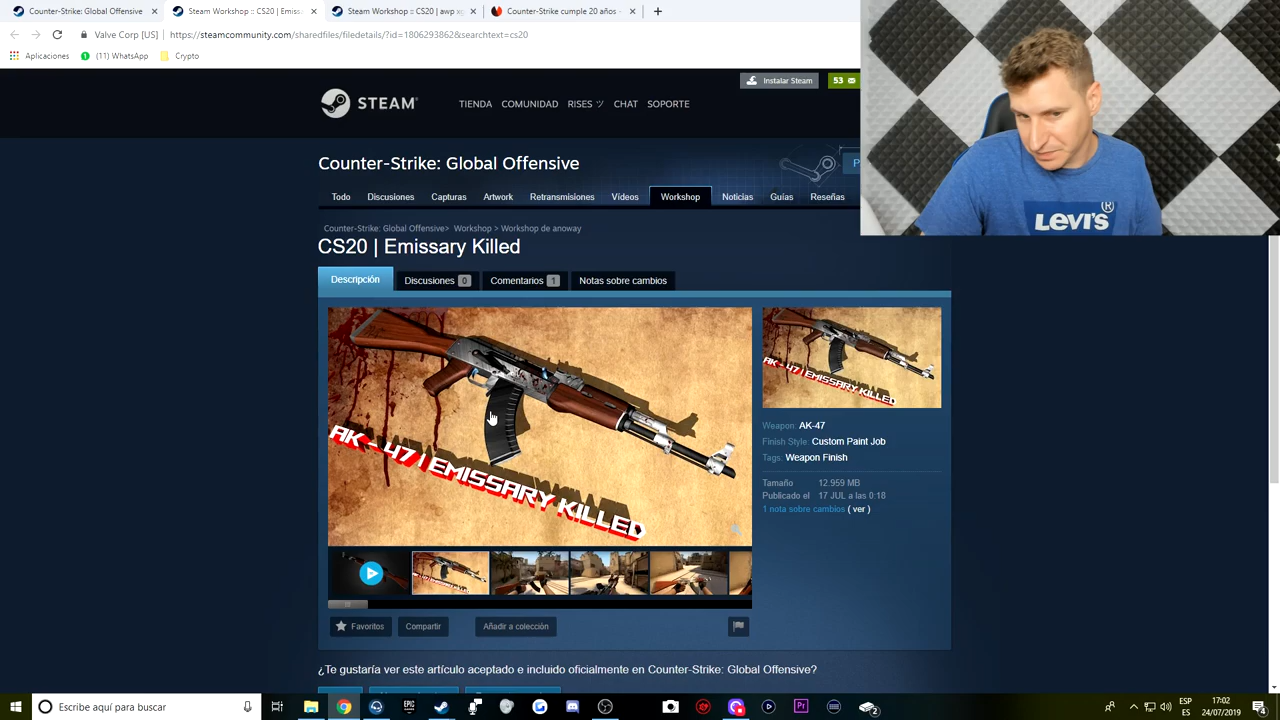 Counter-Strike: Global Offensive
Steam Workshop :: CS20 | Emiss
Steam Workshop :: CS20 | awp xg
Counter-Strike cumple 20 años -
Valve Corp [US] | https://steamcommunity.com/sharedfiles/filedetails/?id=1806293862&searchtext=cs20
Aplicaciones (11) WhatsApp Crypto
Instalar Steam 53
STEAM® TIENDA COMUNIDAD RISES ツ CHAT SOPORTE
Counter-Strike: Global Offensive
Todo Discusiones Capturas Artwork Retransmisiones Vídeos Workshop Noticias Guías Reseñas
Counter-Strike: Global Offensive> Workshop > Workshop de anoway
CS20 | Emissary Killed
Descripción Discusiones 0 Comentarios 1 Notas sobre cambios
AK - 47 | EMISSARY KILLED
AK - 47 | EMISSARY KILLED
Weapon: AK-47
Finish Style: Custom Paint Job
Tags: Weapon Finish
Tamaño 12.959 MB
Publicado el 17 JUL a las 0:18
1 nota sobre cambios ( ver )
Favoritos Compartir Añadir a colección
¿Te gustaría ver este artículo aceptado e incluido oficialmente en Counter-Strike: Global Offensive?
LEVI'S®
Escribe aquí para buscar
EPIC
Pr
2
ESP
ES
17:02
24/07/2019
4